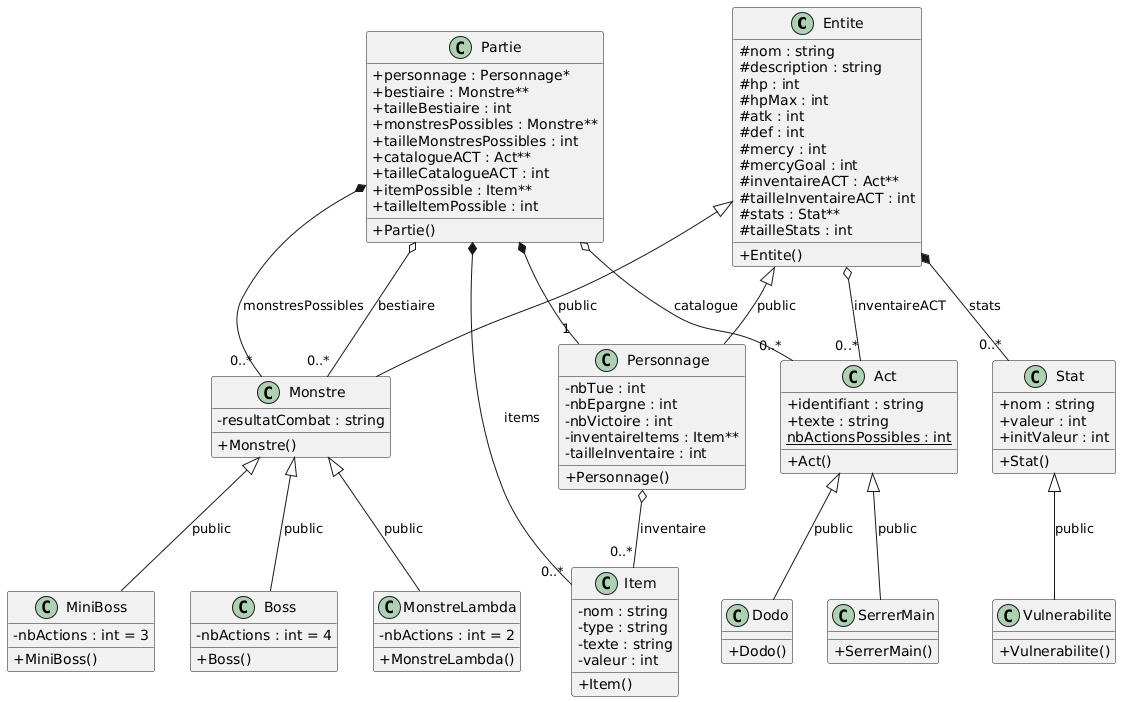 C Partie
+personnage : Personnage*
+bestiaire : Monstre**
+tailleBestiaire : int
+monstresPossibles : Monstre**
+tailleMonstresPossibles : int
+catalogueACT : Act**
+tailleCatalogueACT : int
+itemPossible : Item**
+tailleItemPossible : int
+Partie()
C Entite
#nom : string
#description : string
#hp : int
#hpMax : int
#atk : int
#def : int
#mercy : int
#mercyGoal : int
#inventaireACT : Act**
#tailleInventaireACT : int
#stats : Stat**
#tailleStats : int
+Entite()
monstresPossibles
bestiaire
public
catalogue
public
inventaireACT
stats
0..*
0..*
1
0..*
0..*
0..*
C Monstre
-resultatCombat : string
+Monstre()
C Personnage
-nbTue : int
-nbEpargne : int
-nbVictoire : int
-inventaireItems : Item**
-tailleInventaire : int
+Personnage()
C Act
+identifiant : string
+texte : string
nbActionsPossibles : int
+Act()
C Stat
+nom : string
+valeur : int
+initValeur : int
+Stat()
items
public
public
public
inventaire
public
public
public
0..*
0..*
C MiniBoss
-nbActions : int = 3
+MiniBoss()
C Boss
-nbActions : int = 4
+Boss()
C MonstreLambda
-nbActions : int = 2
+MonstreLambda()
C Item
-nom : string
-type : string
-texte : string
-valeur : int
+Item()
C Dodo
+Dodo()
C SerrerMain
+SerrerMain()
C Vulnerabilite
+Vulnerabilite()